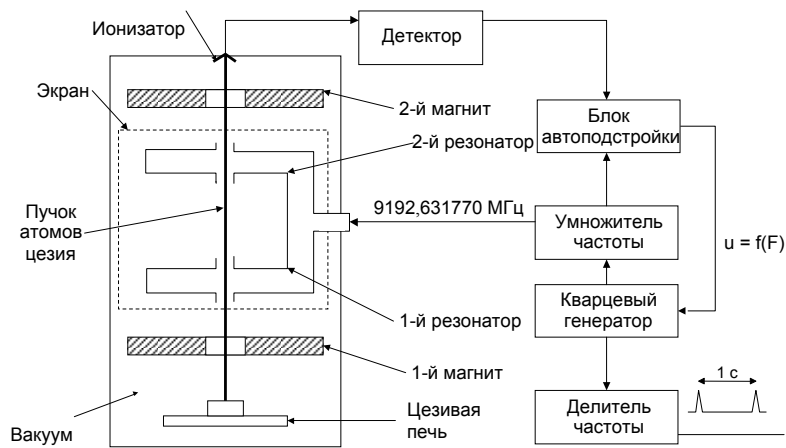 Ионизатор
Детектор
Экран
2-й магнит
Блок
автоподстройки
2-й резонатор
9192,631770 МГц
Пучок
атомов
цезия
Умножитель
частоты
u = f(F)
Кварцевый
генератор
1-й резонатор
1-й магнит
1 с
Цезивая
печь
Делитель
частоты
Вакуум